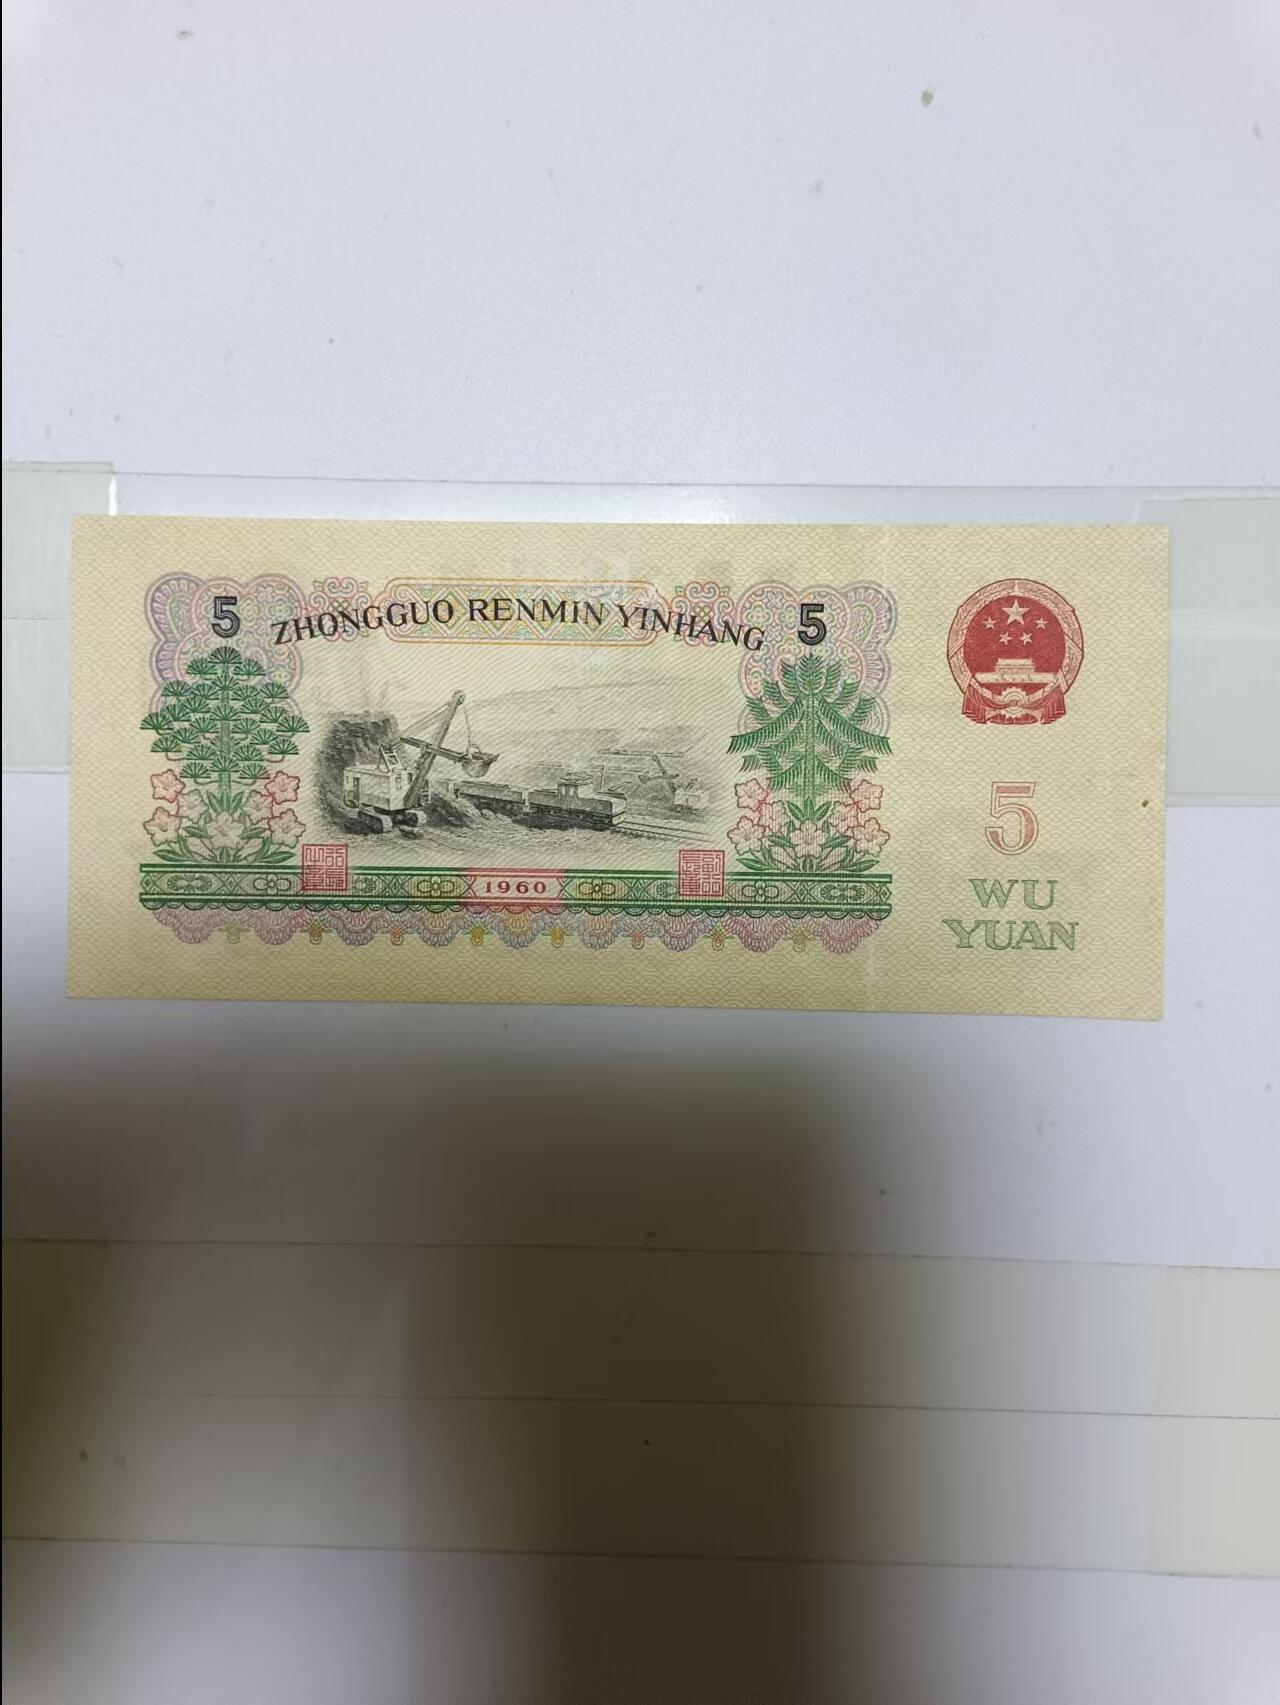 5 ZHONGGUO RENMIN YINHANG 5
5
1960
WU
YUAN